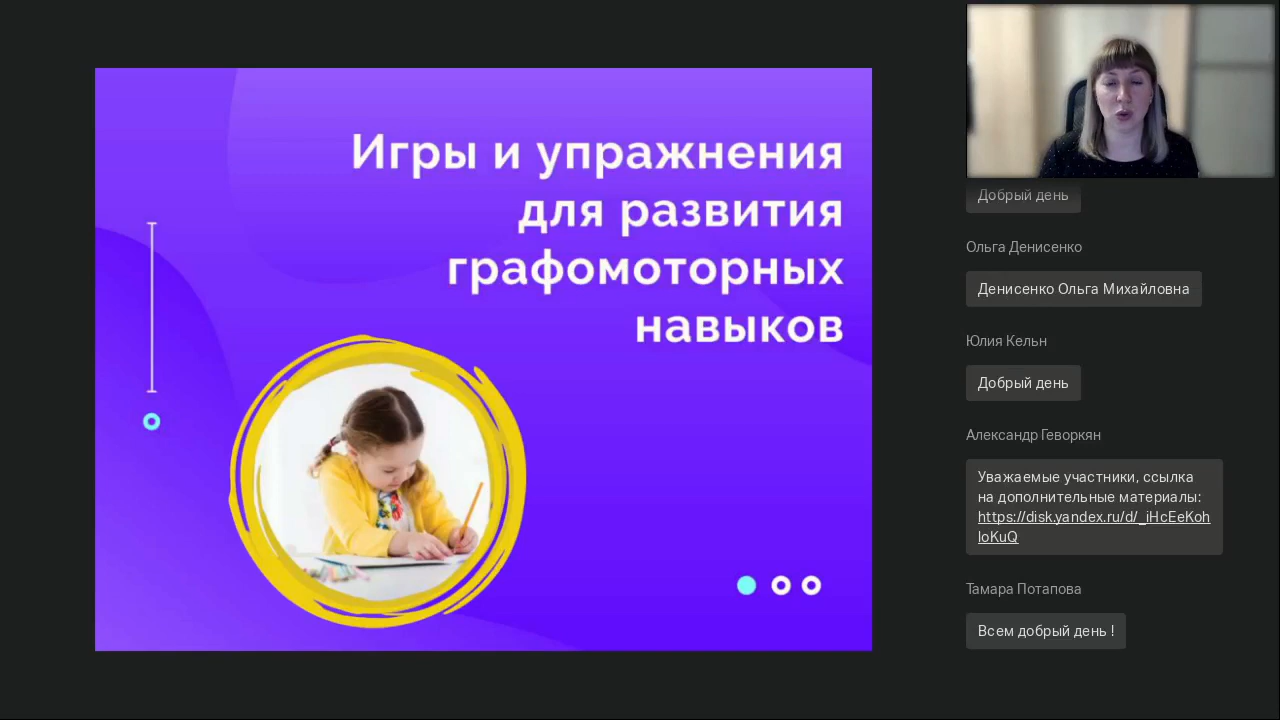 Игры и упражнения
для развития
графомоторных
навыков
Добрый день
Ольга Денисенко
Денисенко Ольга Михайловна
Юлия Кельн
Добрый день
Александр Геворкян
Уважаемые участники, ссылка
на дополнительные материалы:
https://disk.yandex.ru/d/_iHcEeKoh
loKuQ
Тамара Потапова
Всем добрый день !